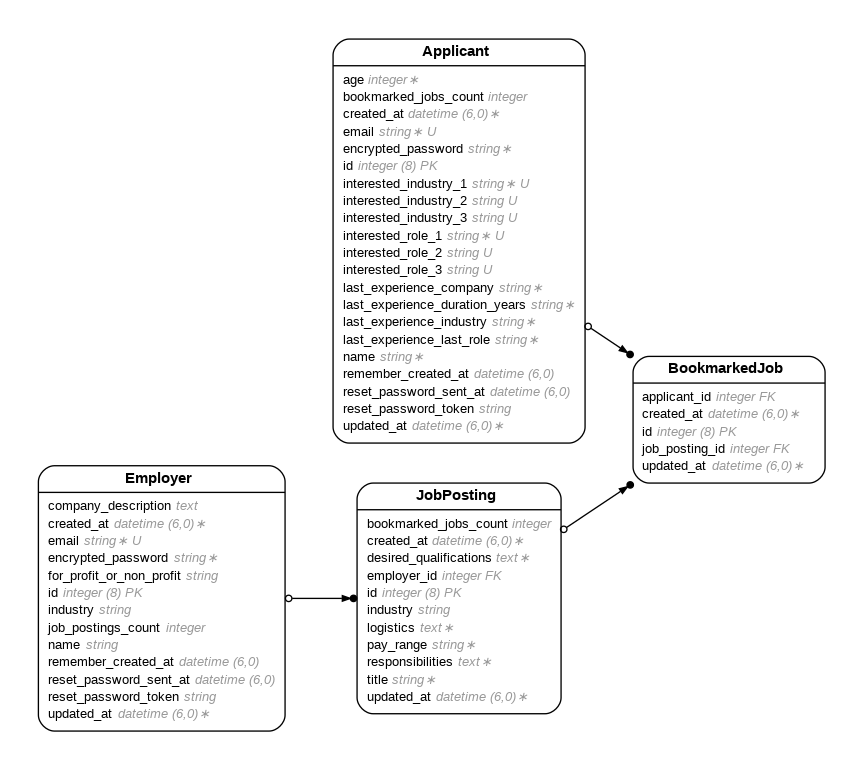 Applicant
age integer∗
bookmarked_jobs_count integer
created_at datetime (6,0)∗
email string∗ U
encrypted_password string∗
id integer (8) PK
interested_industry_1 string∗ U
interested_industry_2 string U
interested_industry_3 string U
interested_role_1 string∗ U
interested_role_2 string U
interested_role_3 string U
last_experience_company string∗
last_experience_duration_years string∗
last_experience_industry string∗
last_experience_last_role string∗
name string∗
remember_created_at datetime (6,0)
reset_password_sent_at datetime (6,0)
reset_password_token string
updated_at datetime (6,0)∗
BookmarkedJob
applicant_id integer FK
created_at datetime (6,0)∗
id integer (8) PK
job_posting_id integer FK
updated_at datetime (6,0)∗
Employer
company_description text
created_at datetime (6,0)∗
email string∗ U
encrypted_password string∗
for_profit_or_non_profit string
id integer (8) PK
industry string
job_postings_count integer
name string
remember_created_at datetime (6,0)
reset_password_sent_at datetime (6,0)
reset_password_token string
updated_at datetime (6,0)∗
JobPosting
bookmarked_jobs_count integer
created_at datetime (6,0)∗
desired_qualifications text∗
employer_id integer FK
id integer (8) PK
industry string
logistics text∗
pay_range string∗
responsibilities text∗
title string∗
updated_at datetime (6,0)∗